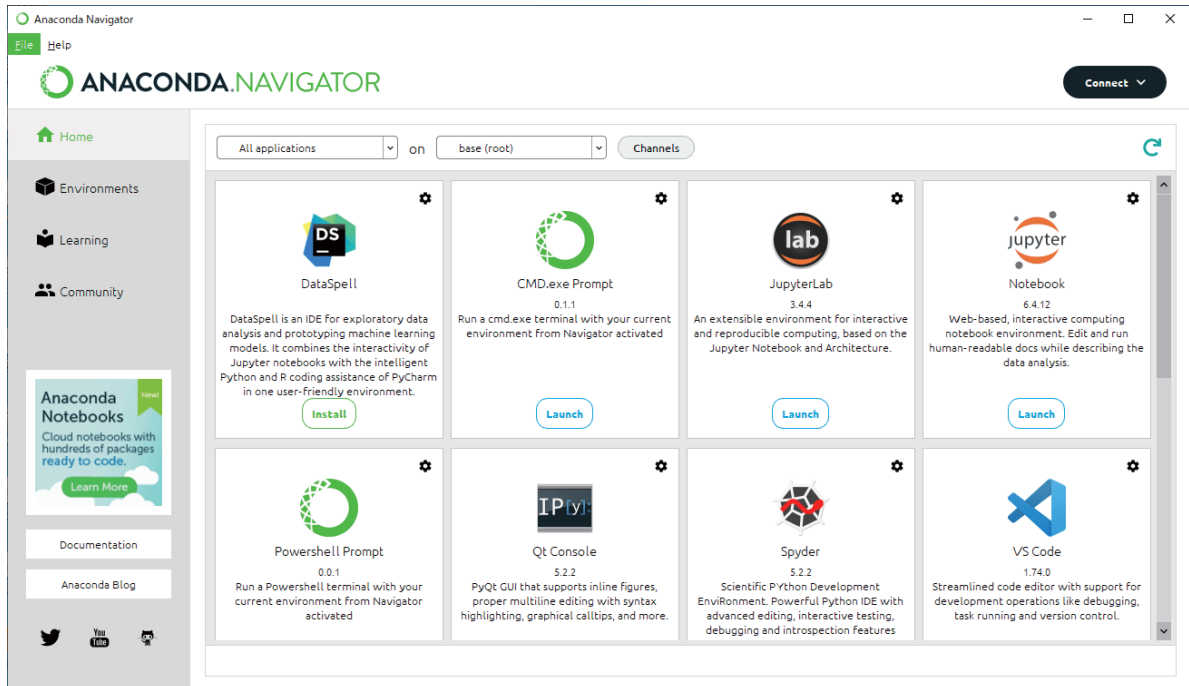 Anaconda Navigator
File Help
ANACONDA.NAVIGATOR
Connect
Home
Environments
Learning
Community
Anaconda
Notebooks
New!
Cloud notebooks with
hundreds of packages
ready to code.
Learn More
Documentation
Anaconda Blog
You
Tube
All applications on base (root) Channels
DS
DataSpell
DataSpell is an IDE for exploratory data
analysis and prototyping machine learning
models. It combines the interactivity of
Jupyter notebooks with the intelligent
Python and R coding assistance of PyCharm
in one user-friendly environment.
Install
CMD.exe Prompt
0.1.1
Run a cmd.exe terminal with your current
environment from Navigator activated
Launch
lab
JupyterLab
3.4.4
An extensible environment for interactive
and reproducible computing, based on the
Jupyter Notebook and Architecture.
Launch
jupyter
Notebook
6.4.12
Web-based, interactive computing
notebook environment. Edit and run
human-readable docs while describing the
data analysis.
Launch
Powershell Prompt
0.0.1
Run a Powershell terminal with your
current environment from Navigator
activated
IP[y]:
Qt Console
5.2.2
PyQt GUI that supports inline figures,
proper multiline editing with syntax
highlighting, graphical calltips, and more.
Spyder
5.2.2
Scientific PYthon Development
EnviRonment. Powerful Python IDE with
advanced editing, interactive testing,
debugging and introspection features
VS Code
1.74.0
Streamlined code editor with support for
development operations like debugging,
task running and version control.